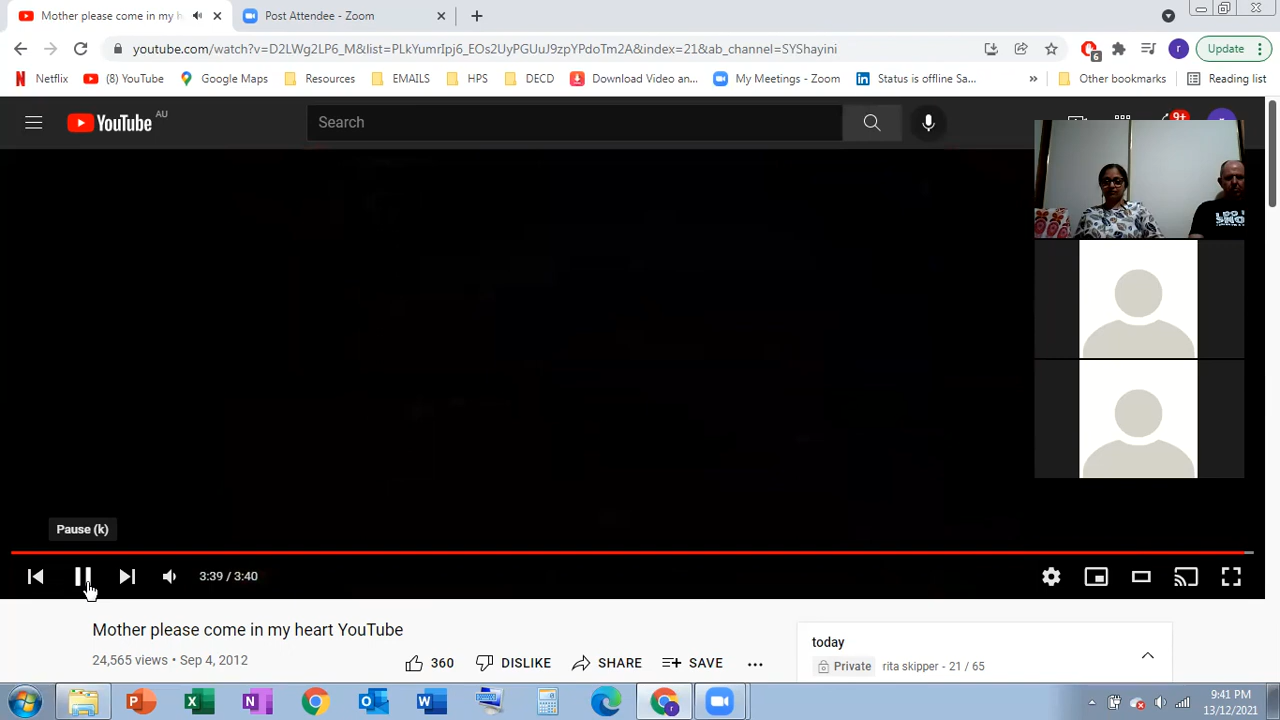 Mother please come in my h
Post Attendee - Zoom
youtube.com/watch?v=D2LWg2LP6_M&list=PLkYumrIpj6_EOs2UyPGUuJ9zpYPdoTm2A&index=21&ab_channel=SYShayini
6
r
Update
Netflix
(8) YouTube
Google Maps
Resources
EMAILS
HPS
DECD
Download Video an...
My Meetings - Zoom
Status is offline Sa...
»
Other bookmarks
Reading list
YouTube AU
Search
9+
Pause (k)
3:39 / 3:40
Mother please come in my heart YouTube
24,565 views • Sep 4, 2012
360
DISLIKE
SHARE
SAVE
...
today
Private
rita skipper - 21 / 65
9:41 PM
13/12/2021